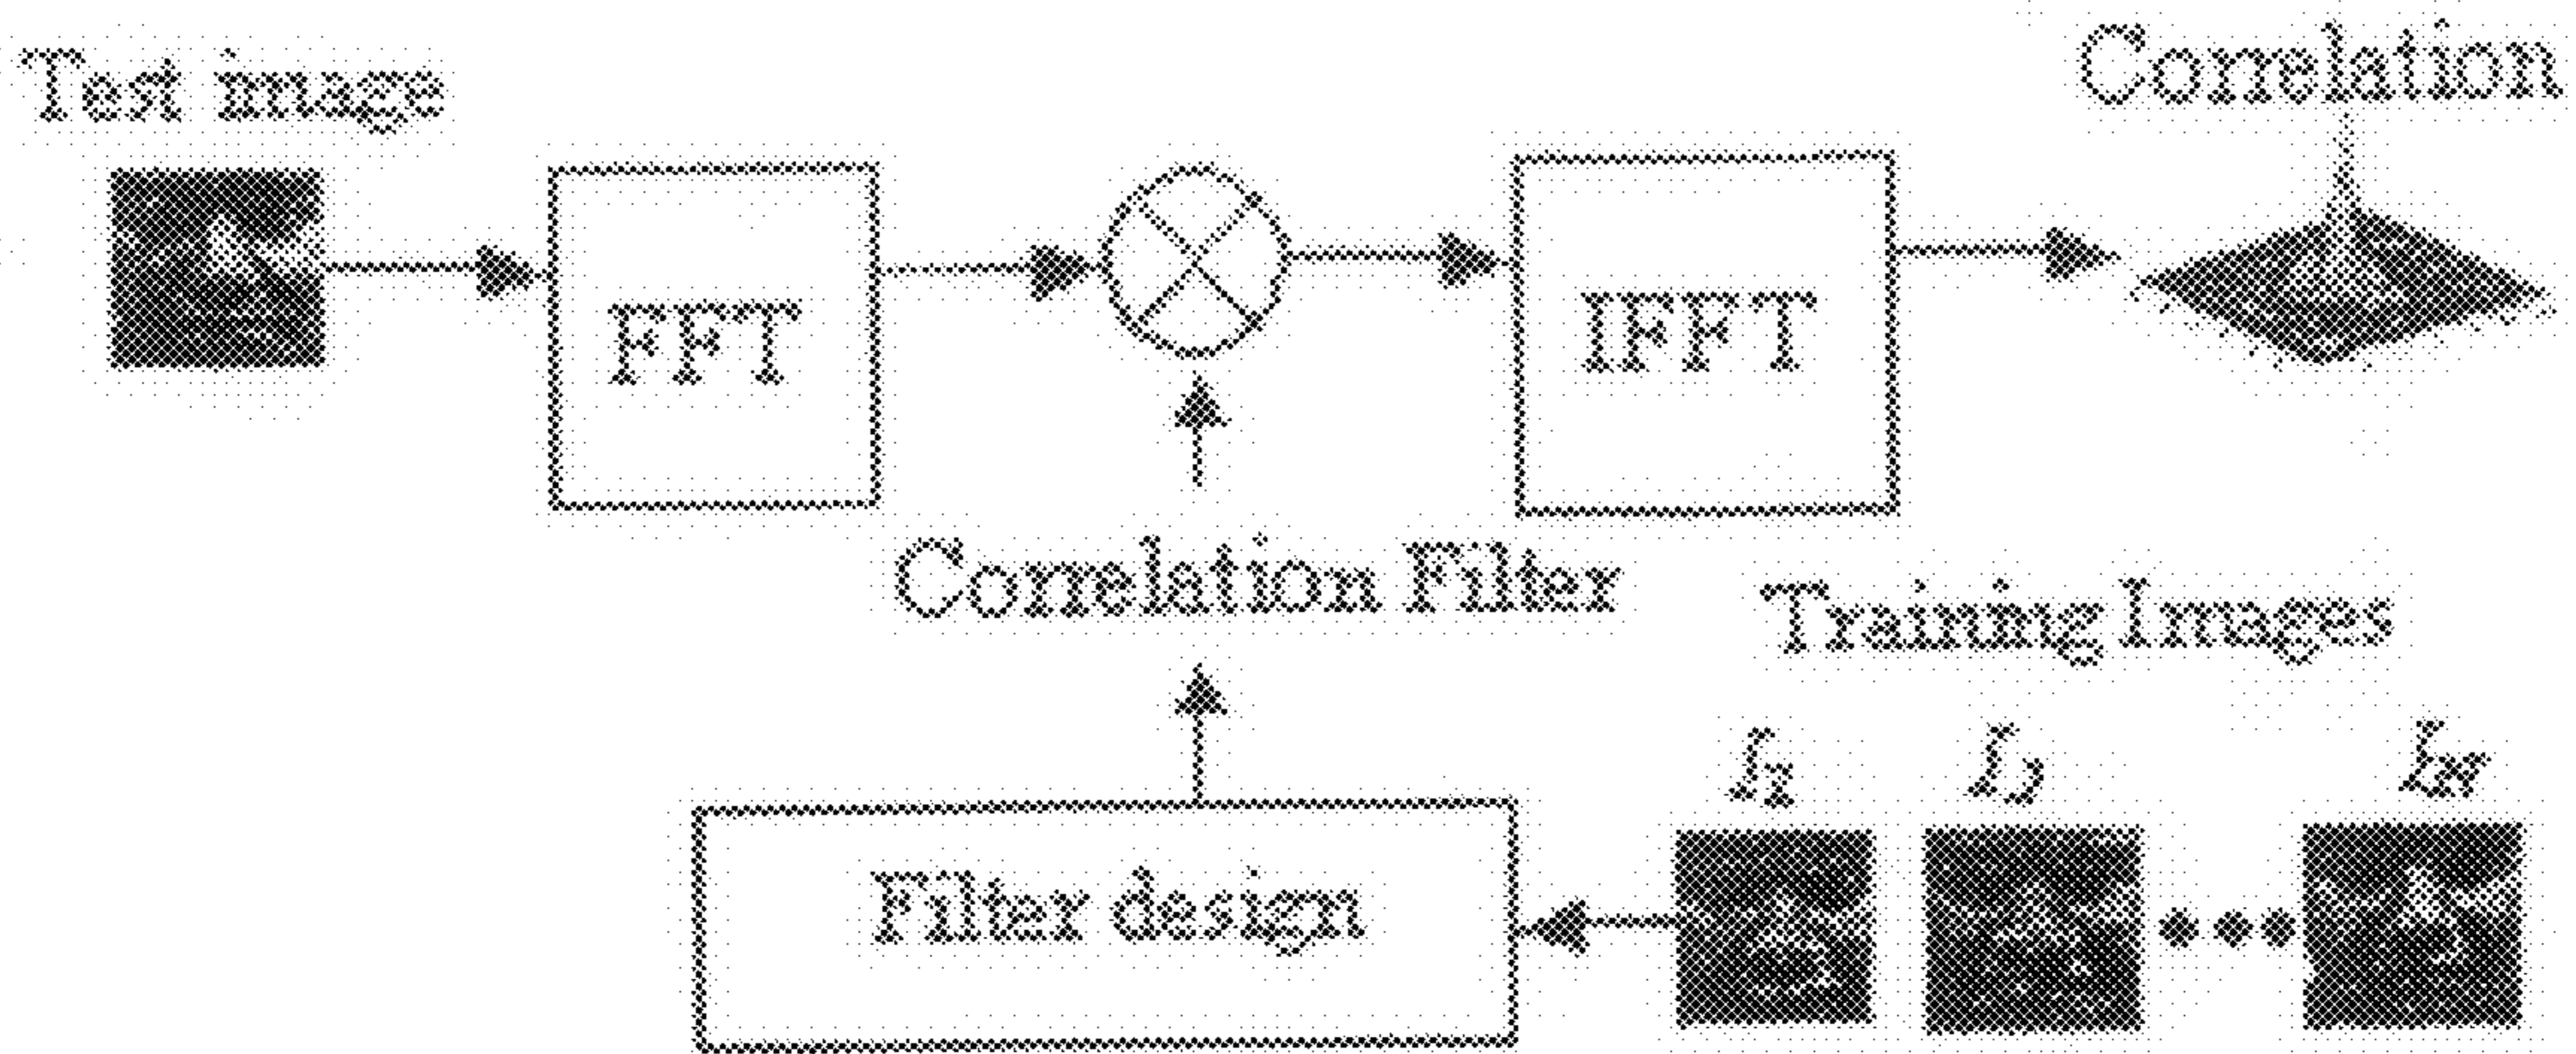 Test image
Correlation
FFT
IFFT
Correlation Filter
Training Images
Filter design